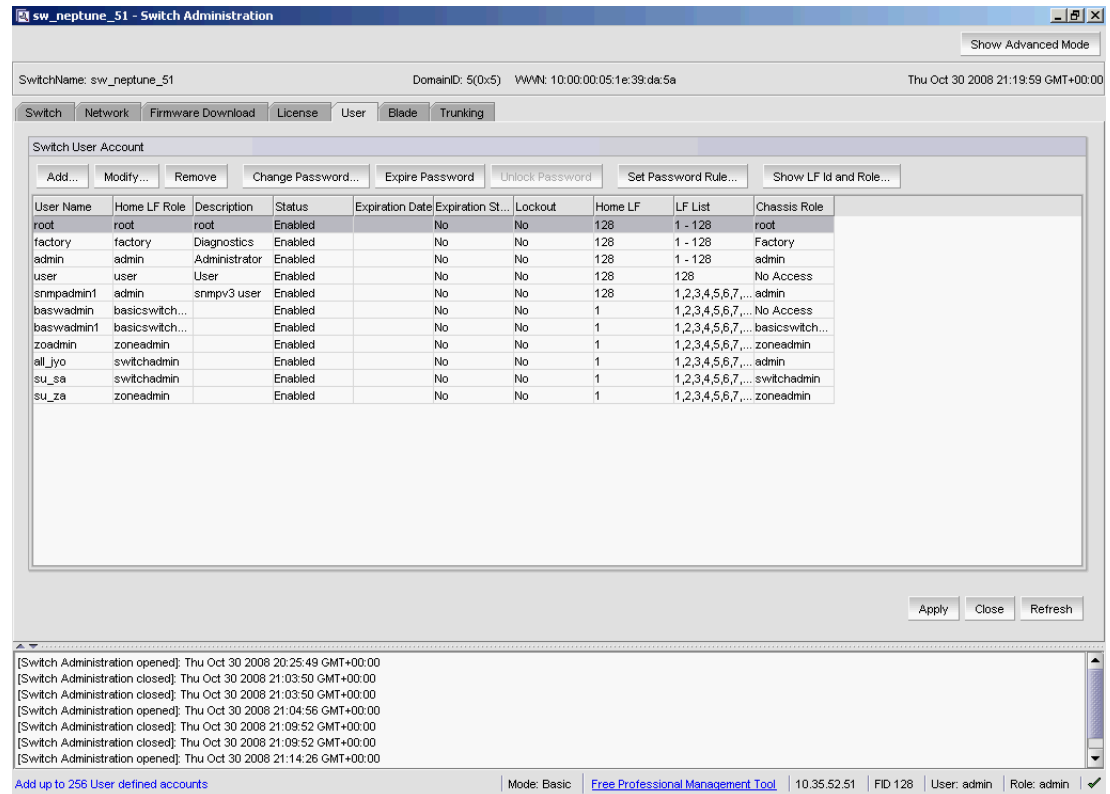 sw_neptune_51 - Switch Administration
Show Advanced Mode
SwitchName: sw_neptune_51 DomainID: 5(0x5) WWN: 10:00:00:05:1e:39:da:5a Thu Oct 30 2008 21:19:59 GMT+00:00
Switch Network Firmware Download License User Blade Trunking
Switch User Account
Add... Modify... Remove Change Password... Expire Password Unlock Password Set Password Rule... Show LF Id and Role...
User Name Home LF Role Description Status Expiration Date Expiration St... Lockout Home LF LF List Chassis Role
root root root Enabled No No 128 1 - 128 root
factory factory Diagnostics Enabled No No 128 1 - 128 Factory
admin admin Administrator Enabled No No 128 1 - 128 admin
user user User Enabled No No 128 128 No Access
snmpadmin1 admin snmpv3 user Enabled No No 128 1,2,3,4,5,6,7,... admin
baswadmin basicswitch... Enabled No No 1 1,2,3,4,5,6,7,... No Access
baswadmin1 basicswitch... Enabled No No 1 1,2,3,4,5,6,7,... basicswitch...
zoadmin zoneadmin Enabled No No 1 1,2,3,4,5,6,7,... zoneadmin
all_jyo switchadmin Enabled No No 1 1,2,3,4,5,6,7,... admin
su_sa switchadmin Enabled No No 1 1,2,3,4,5,6,7,... switchadmin
su_za zoneadmin Enabled No No 1 1,2,3,4,5,6,7,... zoneadmin
Apply Close Refresh
[Switch Administration opened]: Thu Oct 30 2008 20:25:49 GMT+00:00
[Switch Administration closed]: Thu Oct 30 2008 21:03:50 GMT+00:00
[Switch Administration closed]: Thu Oct 30 2008 21:03:50 GMT+00:00
[Switch Administration opened]: Thu Oct 30 2008 21:04:56 GMT+00:00
[Switch Administration closed]: Thu Oct 30 2008 21:09:52 GMT+00:00
[Switch Administration closed]: Thu Oct 30 2008 21:09:52 GMT+00:00
[Switch Administration opened]: Thu Oct 30 2008 21:14:26 GMT+00:00
Add up to 256 User defined accounts Mode: Basic Free Professional Management Tool 10.35.52.51 FID 128 User: admin Role: admin